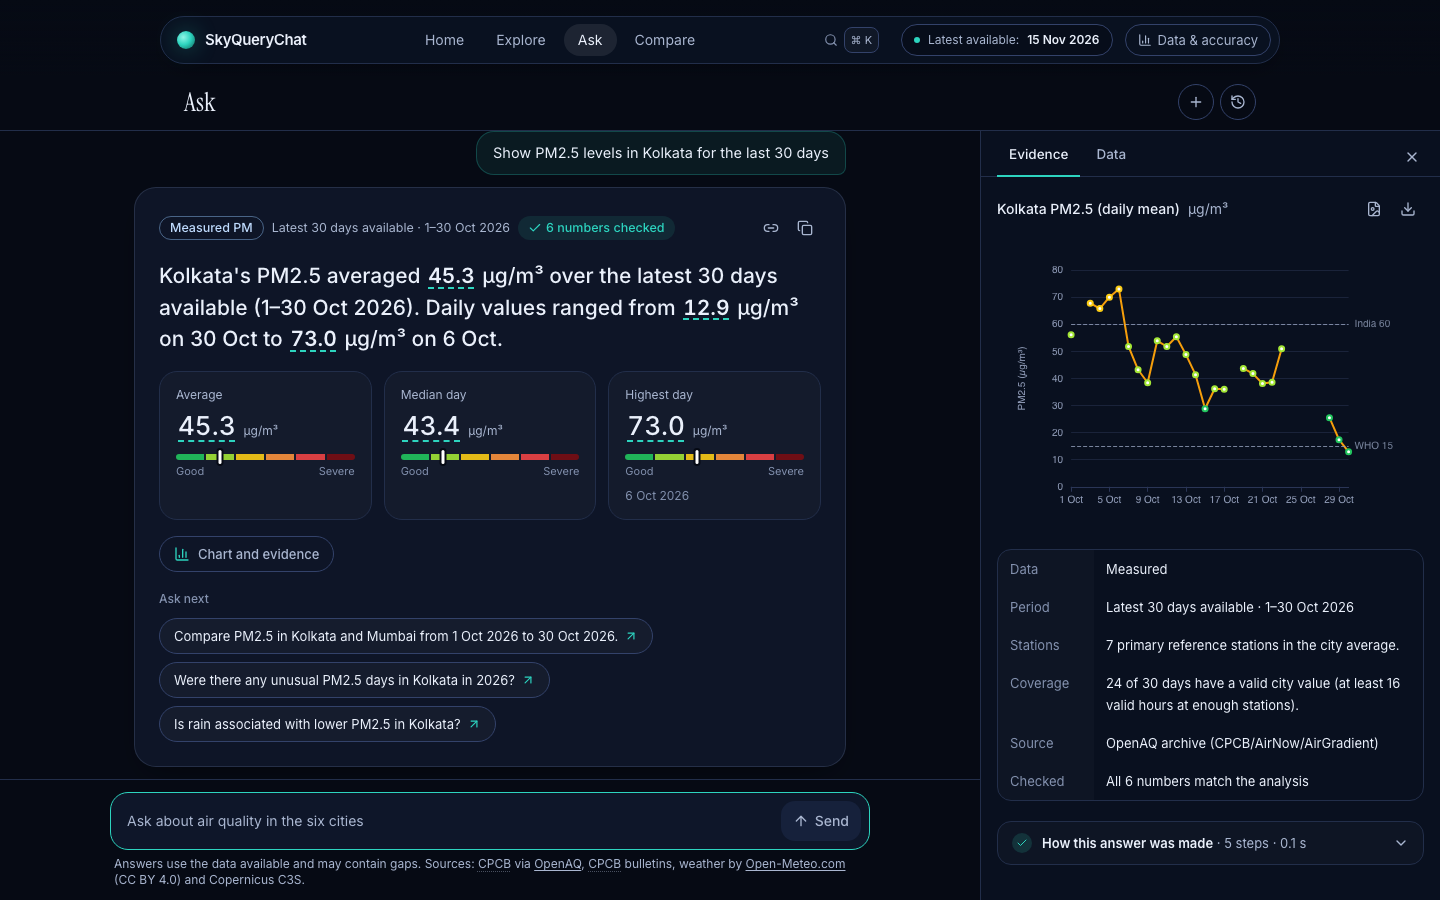 SkyQueryChat
Home
Explore
Ask
Compare
⌘ K
Latest available: 15 Nov 2026
Data & accuracy
Ask
Show PM2.5 levels in Kolkata for the last 30 days
Measured PM
Latest 30 days available · 1–30 Oct 2026
6 numbers checked
Kolkata's PM2.5 averaged 45.3 µg/m³ over the latest 30 days
available (1–30 Oct 2026). Daily values ranged from 12.9 µg/m³
on 30 Oct to 73.0 µg/m³ on 6 Oct.
Average
45.3 µg/m³
Good
Severe
Median day
43.4 µg/m³
Good
Severe
Highest day
73.0 µg/m³
Good
Severe
6 Oct 2026
Chart and evidence
Ask next
Compare PM2.5 in Kolkata and Mumbai from 1 Oct 2026 to 30 Oct 2026.
Were there any unusual PM2.5 days in Kolkata in 2026?
Is rain associated with lower PM2.5 in Kolkata?
Ask about air quality in the six cities
Send
Answers use the data available and may contain gaps. Sources: CPCB via OpenAQ, CPCB bulletins, weather by Open-Meteo.com
(CC BY 4.0) and Copernicus C3S.
Evidence
Data
Kolkata PM2.5 (daily mean) µg/m³
PM2.5 (µg/m³)
80
70
60
50
40
30
20
10
0
India 60
WHO 15
1 Oct
5 Oct
9 Oct
13 Oct
17 Oct
21 Oct
25 Oct
29 Oct
Data
Measured
Period
Latest 30 days available · 1–30 Oct 2026
Stations
7 primary reference stations in the city average.
Coverage
24 of 30 days have a valid city value (at least 16
valid hours at enough stations).
Source
OpenAQ archive (CPCB/AirNow/AirGradient)
Checked
All 6 numbers match the analysis
How this answer was made · 5 steps · 0.1 s